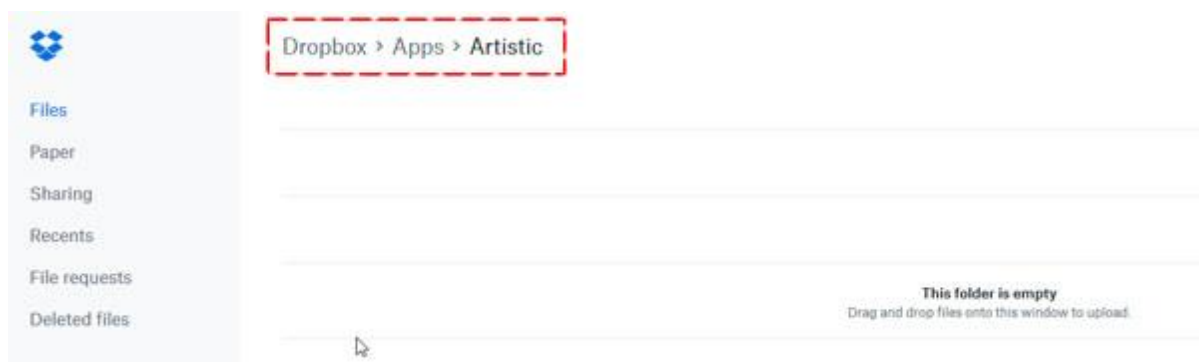 Dropbox > Apps > Artistic
Files
Paper
Sharing
Recents
File requests
Deleted files
This folder is empty
Drag and drop files onto this window to upload.